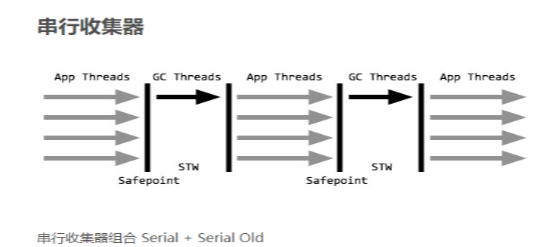 串行收集器
App Threads GC Threads App Threads GC Threads App Threads
STW STW
Safepoint Safepoint
串行收集器组合 Serial + Serial Old